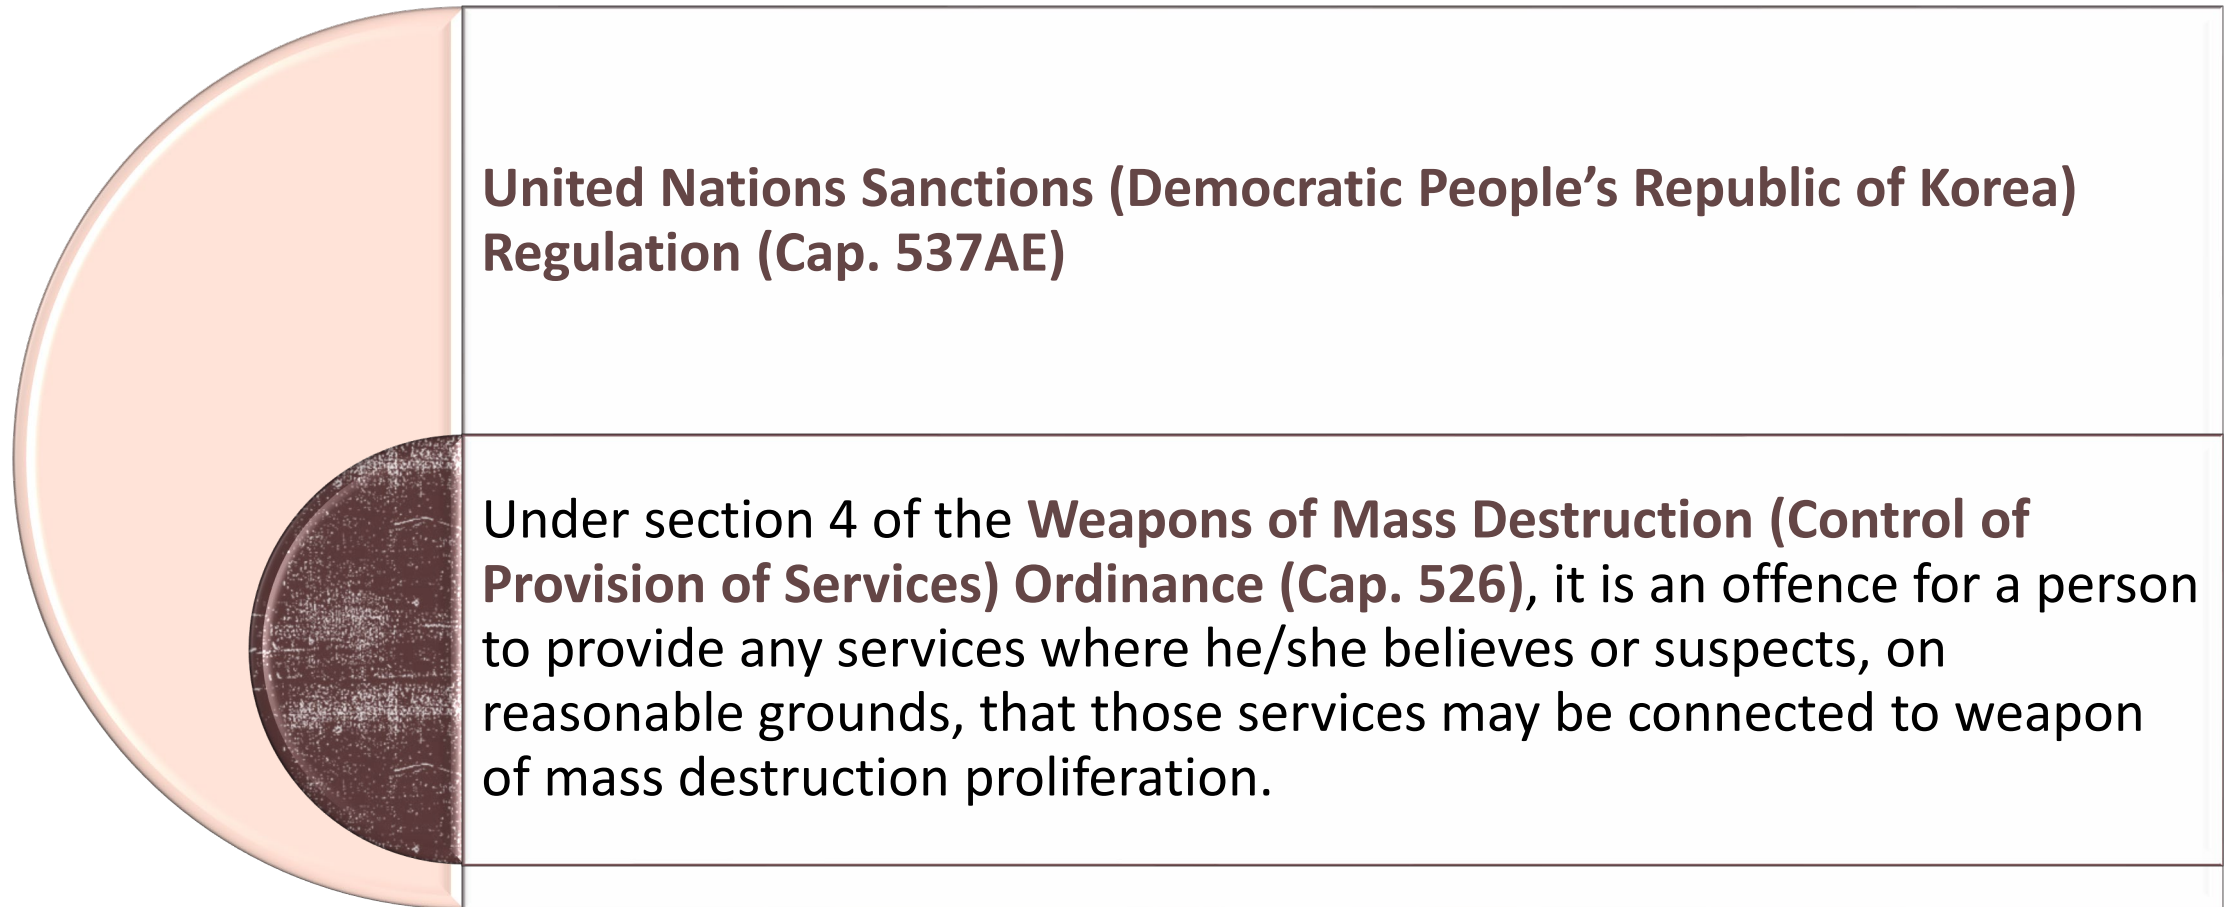 United Nations Sanctions (Democratic People’s Republic of Korea)
Regulation (Cap. 537AE)
Under section 4 of the Weapons of Mass Destruction (Control of
Provision of Services) Ordinance (Cap. 526), it is an offence for a person
to provide any services where he/she believes or suspects, on
reasonable grounds, that those services may be connected to weapon
of mass destruction proliferation.